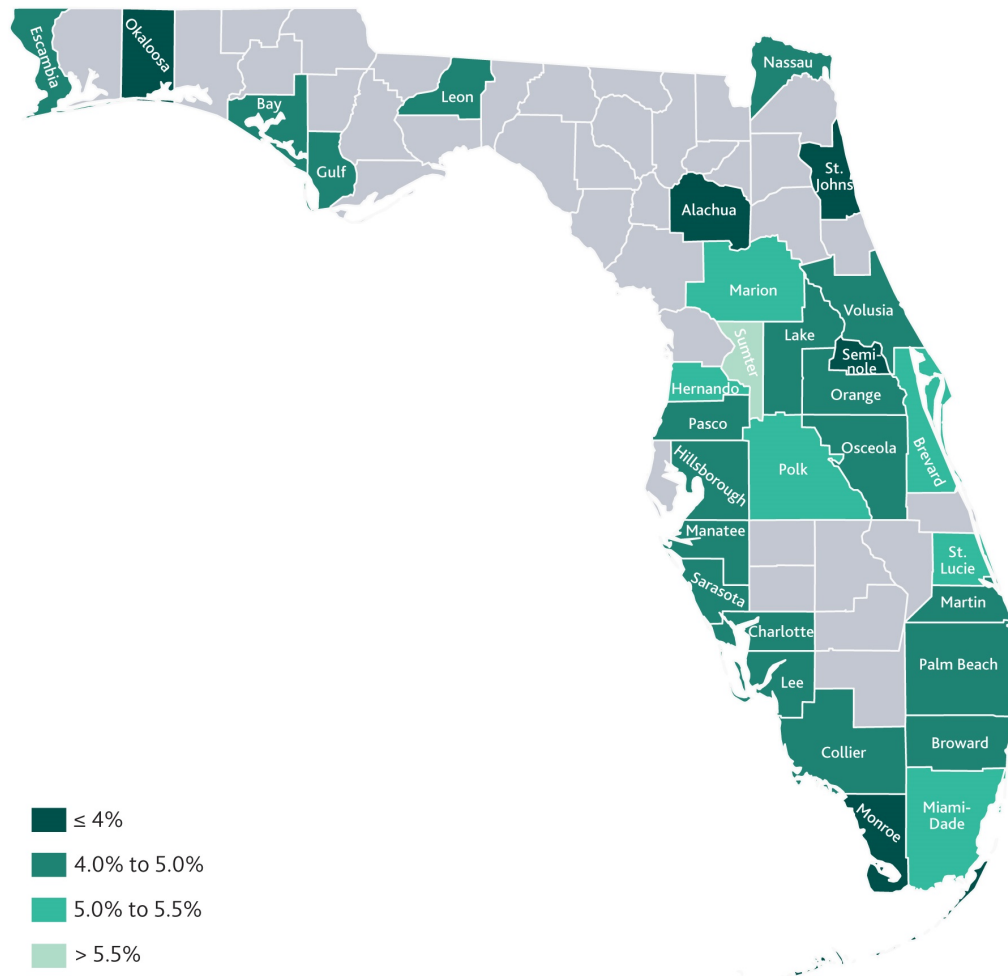 Escambia
Okaloosa
Nassau
Leon
Bay
Gulf
St.
Johns
Alachua
Marion
Volusia
Lake
Sumter
Semi-
nole
Hernando
Orange
Pasco
Osceola
Brevard
Polk
Hillsborough
Manatee
St.
Lucie
Sarasota
Martin
Charlotte
Palm Beach
Lee
Collier
Broward
Monroe
Miami-
Dade
≤ 4%
4.0% to 5.0%
5.0% to 5.5%
> 5.5%